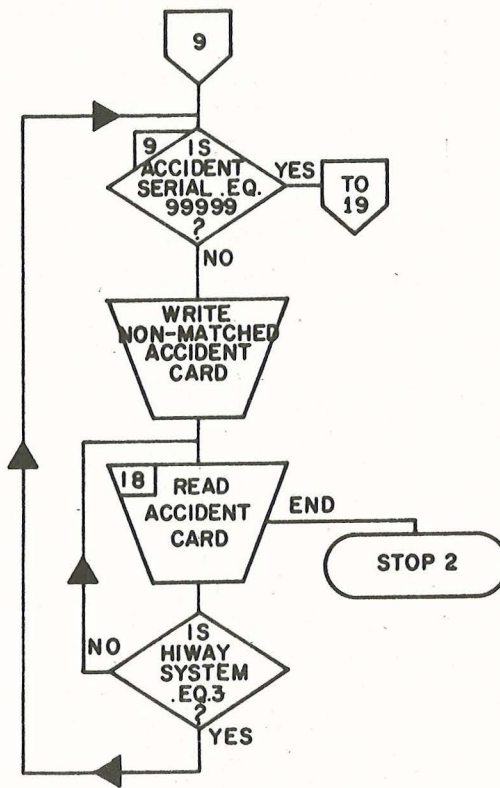 9
9
IS
ACCIDENT
SERIAL .EQ.
99999
?
YES
TO
19
NO
WRITE
NON-MATCHED
ACCIDENT
CARD
18
READ
ACCIDENT
CARD
END
STOP 2
IS
HIWAY
SYSTEM
.EQ.3
?
NO
YES